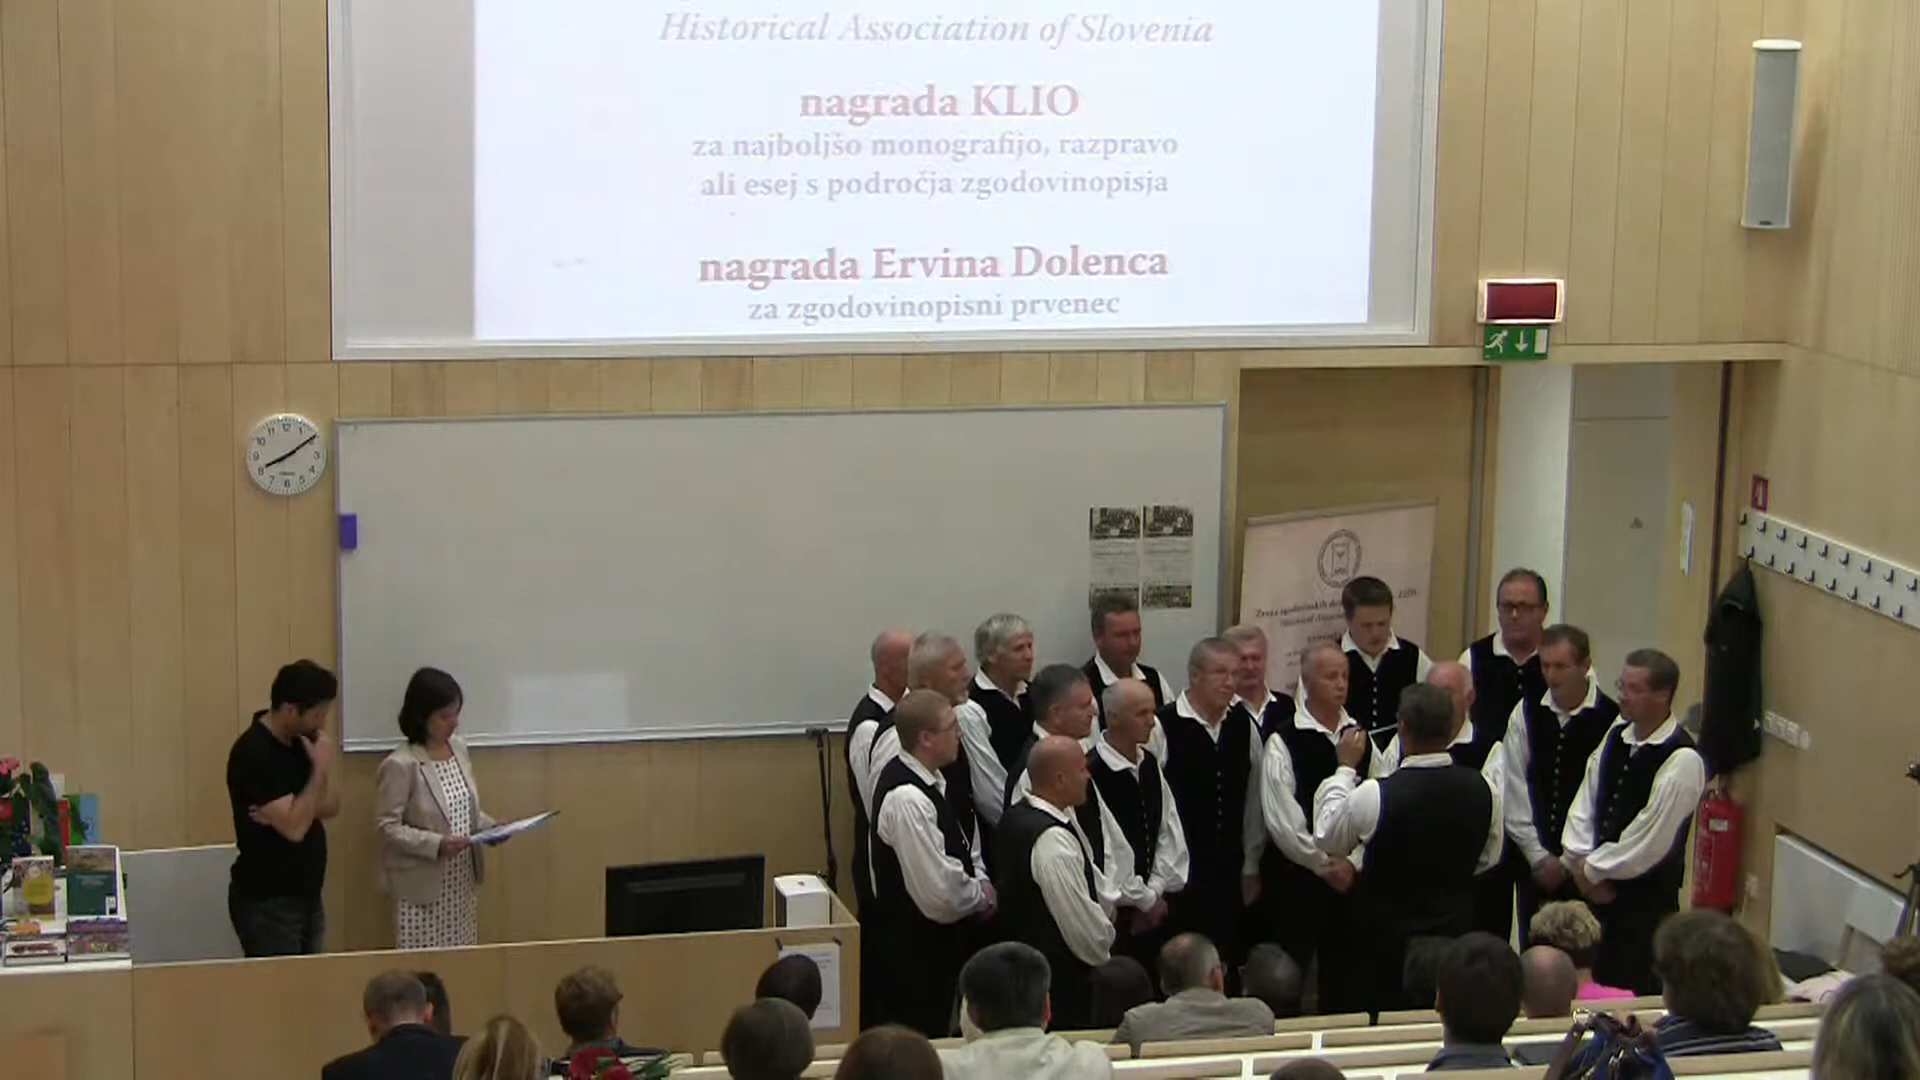 Historical Association of Slovenia
nagrada KLIO
za najboljšo monografijo, razpravo
ali esej s področja zgodovinopisja
nagrada Ervina Dolenca
za zgodovinopisni prvenec